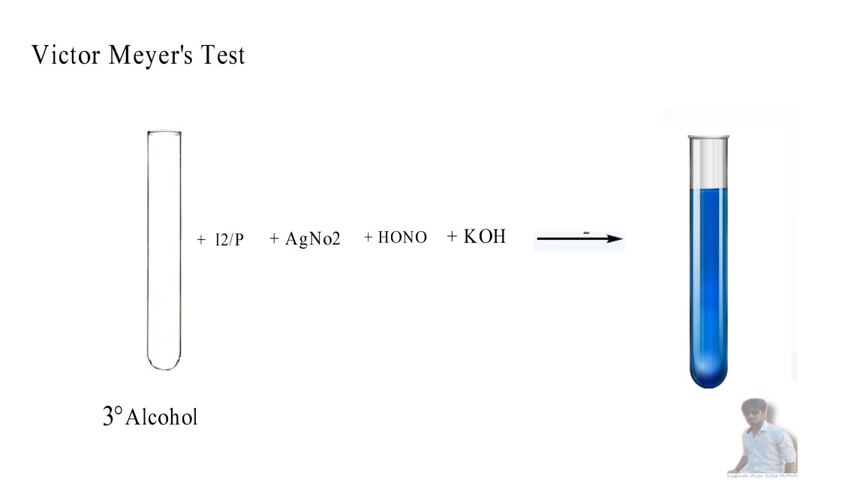 Victor Meyer's Test
+ I2/P + AgNo2 + HONO + KOH
3° Alcohol